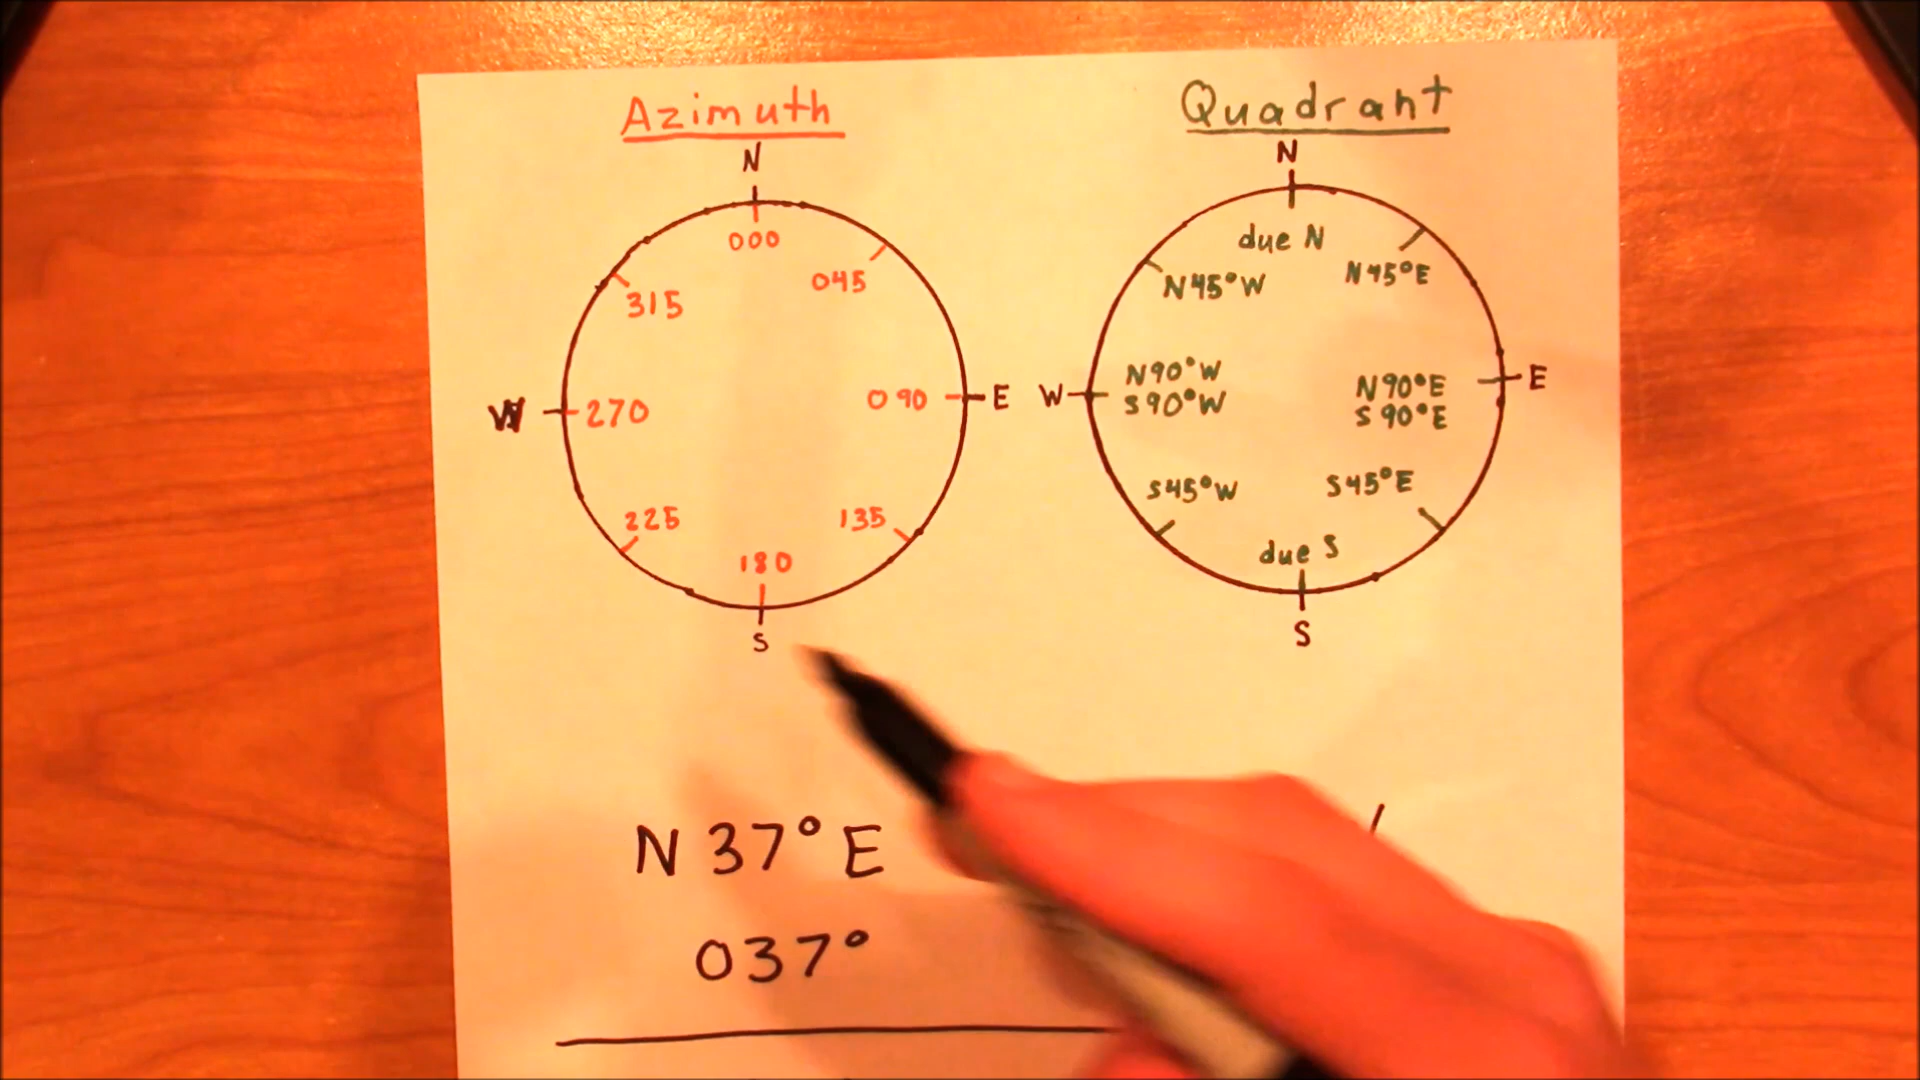 Azimuth
N
000
045
315
W
270
090
E
225
135
180
S
Quadrant
N
due N
N45°W
N45°E
W
N90°W
S90°W
N90°E
S90°E
E
S45°W
S45°E
due S
S
N 37° E
037°